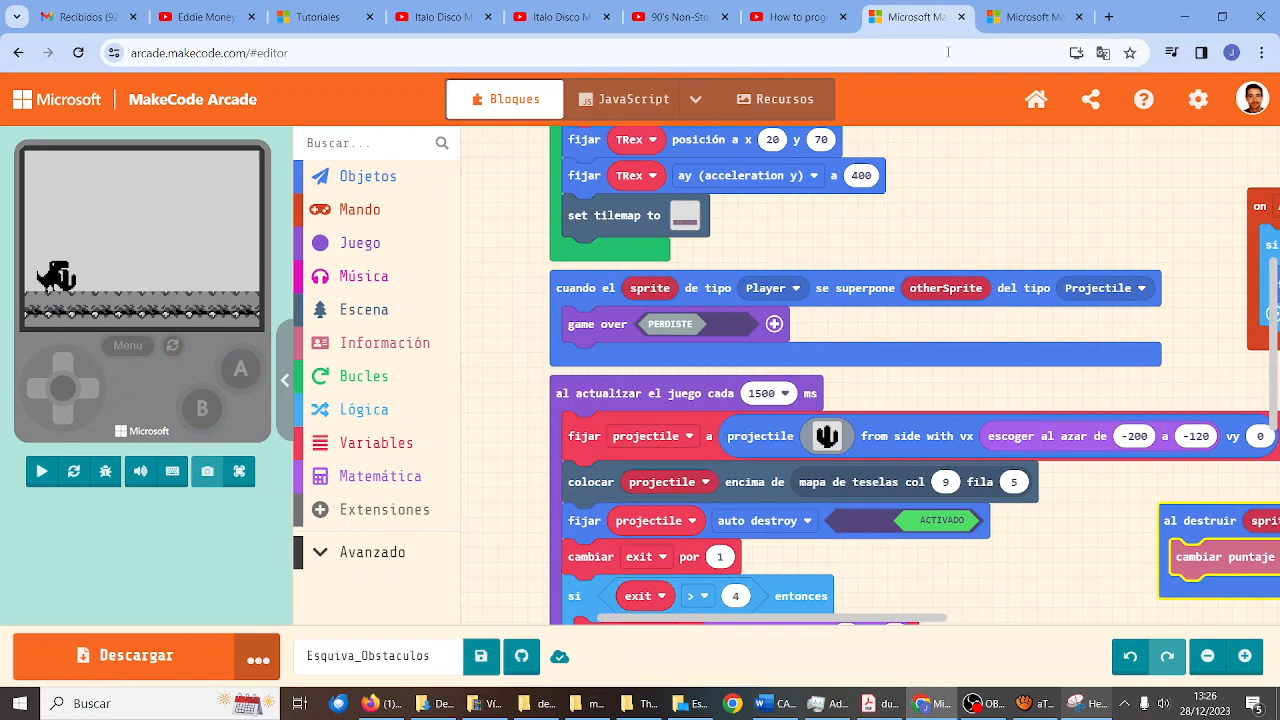 Recibidos (92
Eddie Money
Tutoriales
Italo Disco M
Italo Disco M
90's Non-Sto
How to prog
Microsoft Ma
Microsoft Ma
arcade.makecode.com/#editor
J
Microsoft
MakeCode Arcade
Bloques
JavaScript
Recursos
Buscar...
Objetos
Mando
Juego
Música
Escena
Información
Bucles
Lógica
Variables
Matemática
Extensiones
Avanzado
Menu
A
B
Microsoft
fijar TRex posición a x 20 y 70
fijar TRex ay (acceleration y) a 400
set tilemap to
cuando el sprite de tipo Player se superpone otherSprite del tipo Projectile
game over PERDISTE
al actualizar el juego cada 1500 ms
fijar projectile a projectile from side with vx escoger al azar de -200 a -120 vy 0
colocar projectile encima de mapa de teselas col 9 fila 5
fijar projectile auto destroy ACTIVADO
cambiar exit por 1
si exit > 4 entonces
on
si
al destruir
cambiar puntaje
Descargar
Esquiva_Obstaculos
Buscar
13:26
28/12/2023